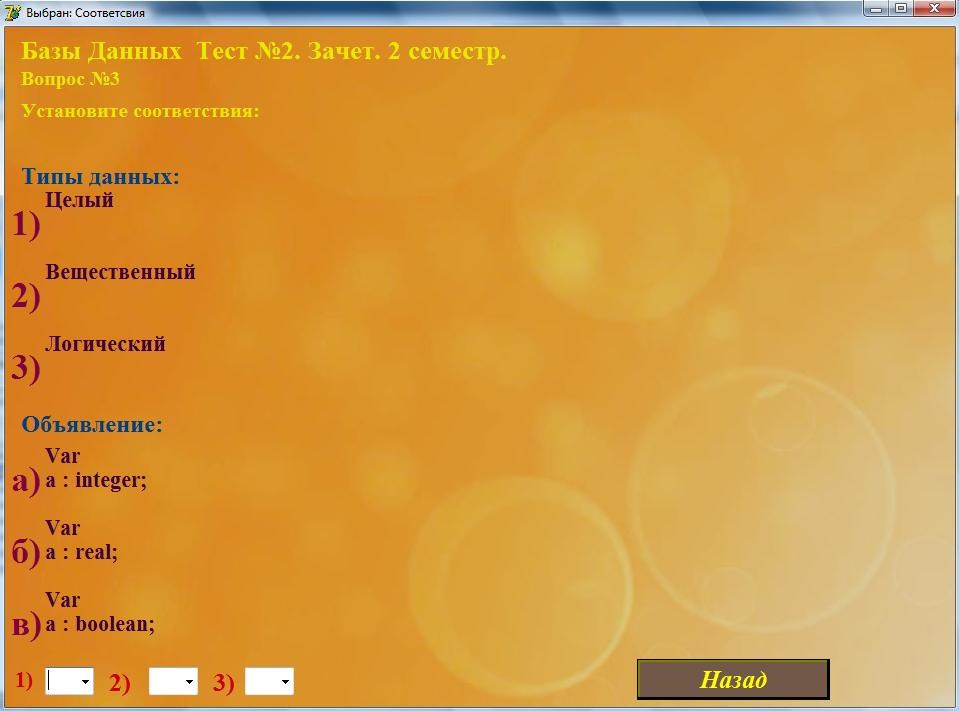 Выбран: Соответсвия
Базы Данных Тест №2. Зачет. 2 семестр.
Вопрос №3
Установите соответствия:
Типы данных:
1) Целый
2) Вещественный
3) Логический
Объявление:
Var
а) a : integer;
Var
б) a : real;
Var
в) a : boolean;
1) 2) 3) Назад